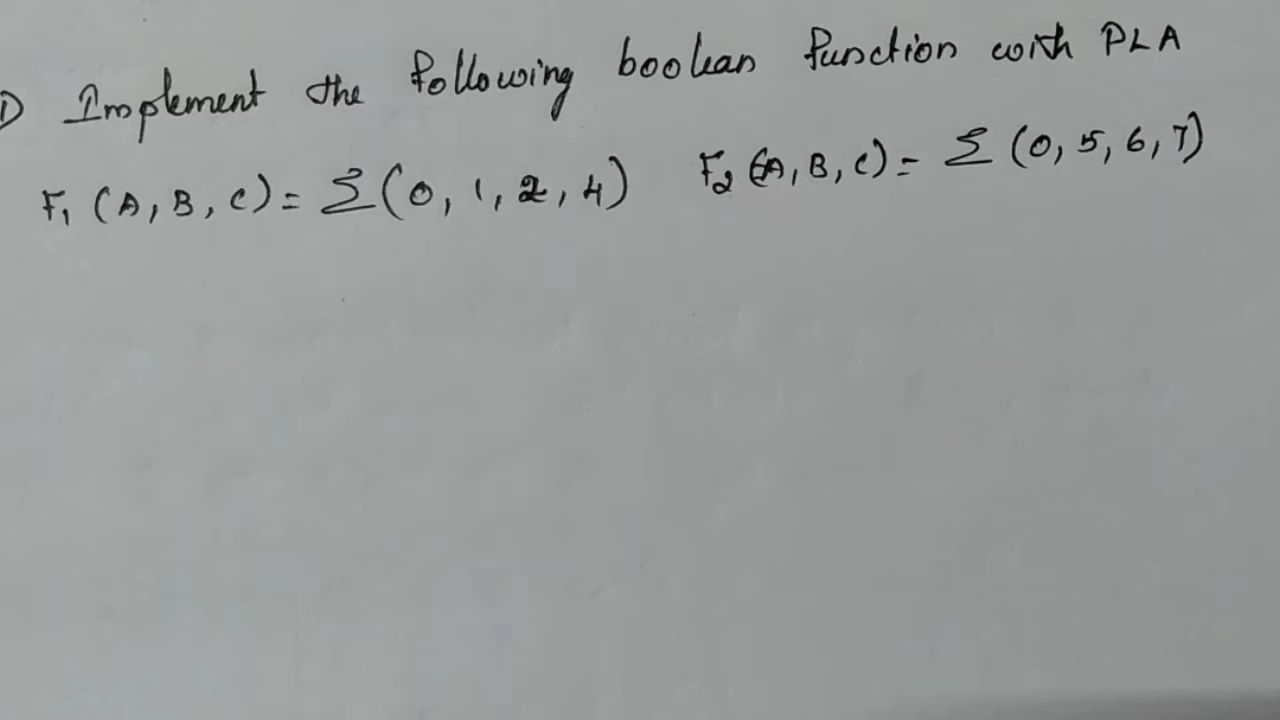 1) Implement the following boolean function with PLA
F₁ (A, B, C) = Σ(0, 1, 2, 4) F₂ (A, B, C) = Σ (0, 5, 6, 7)